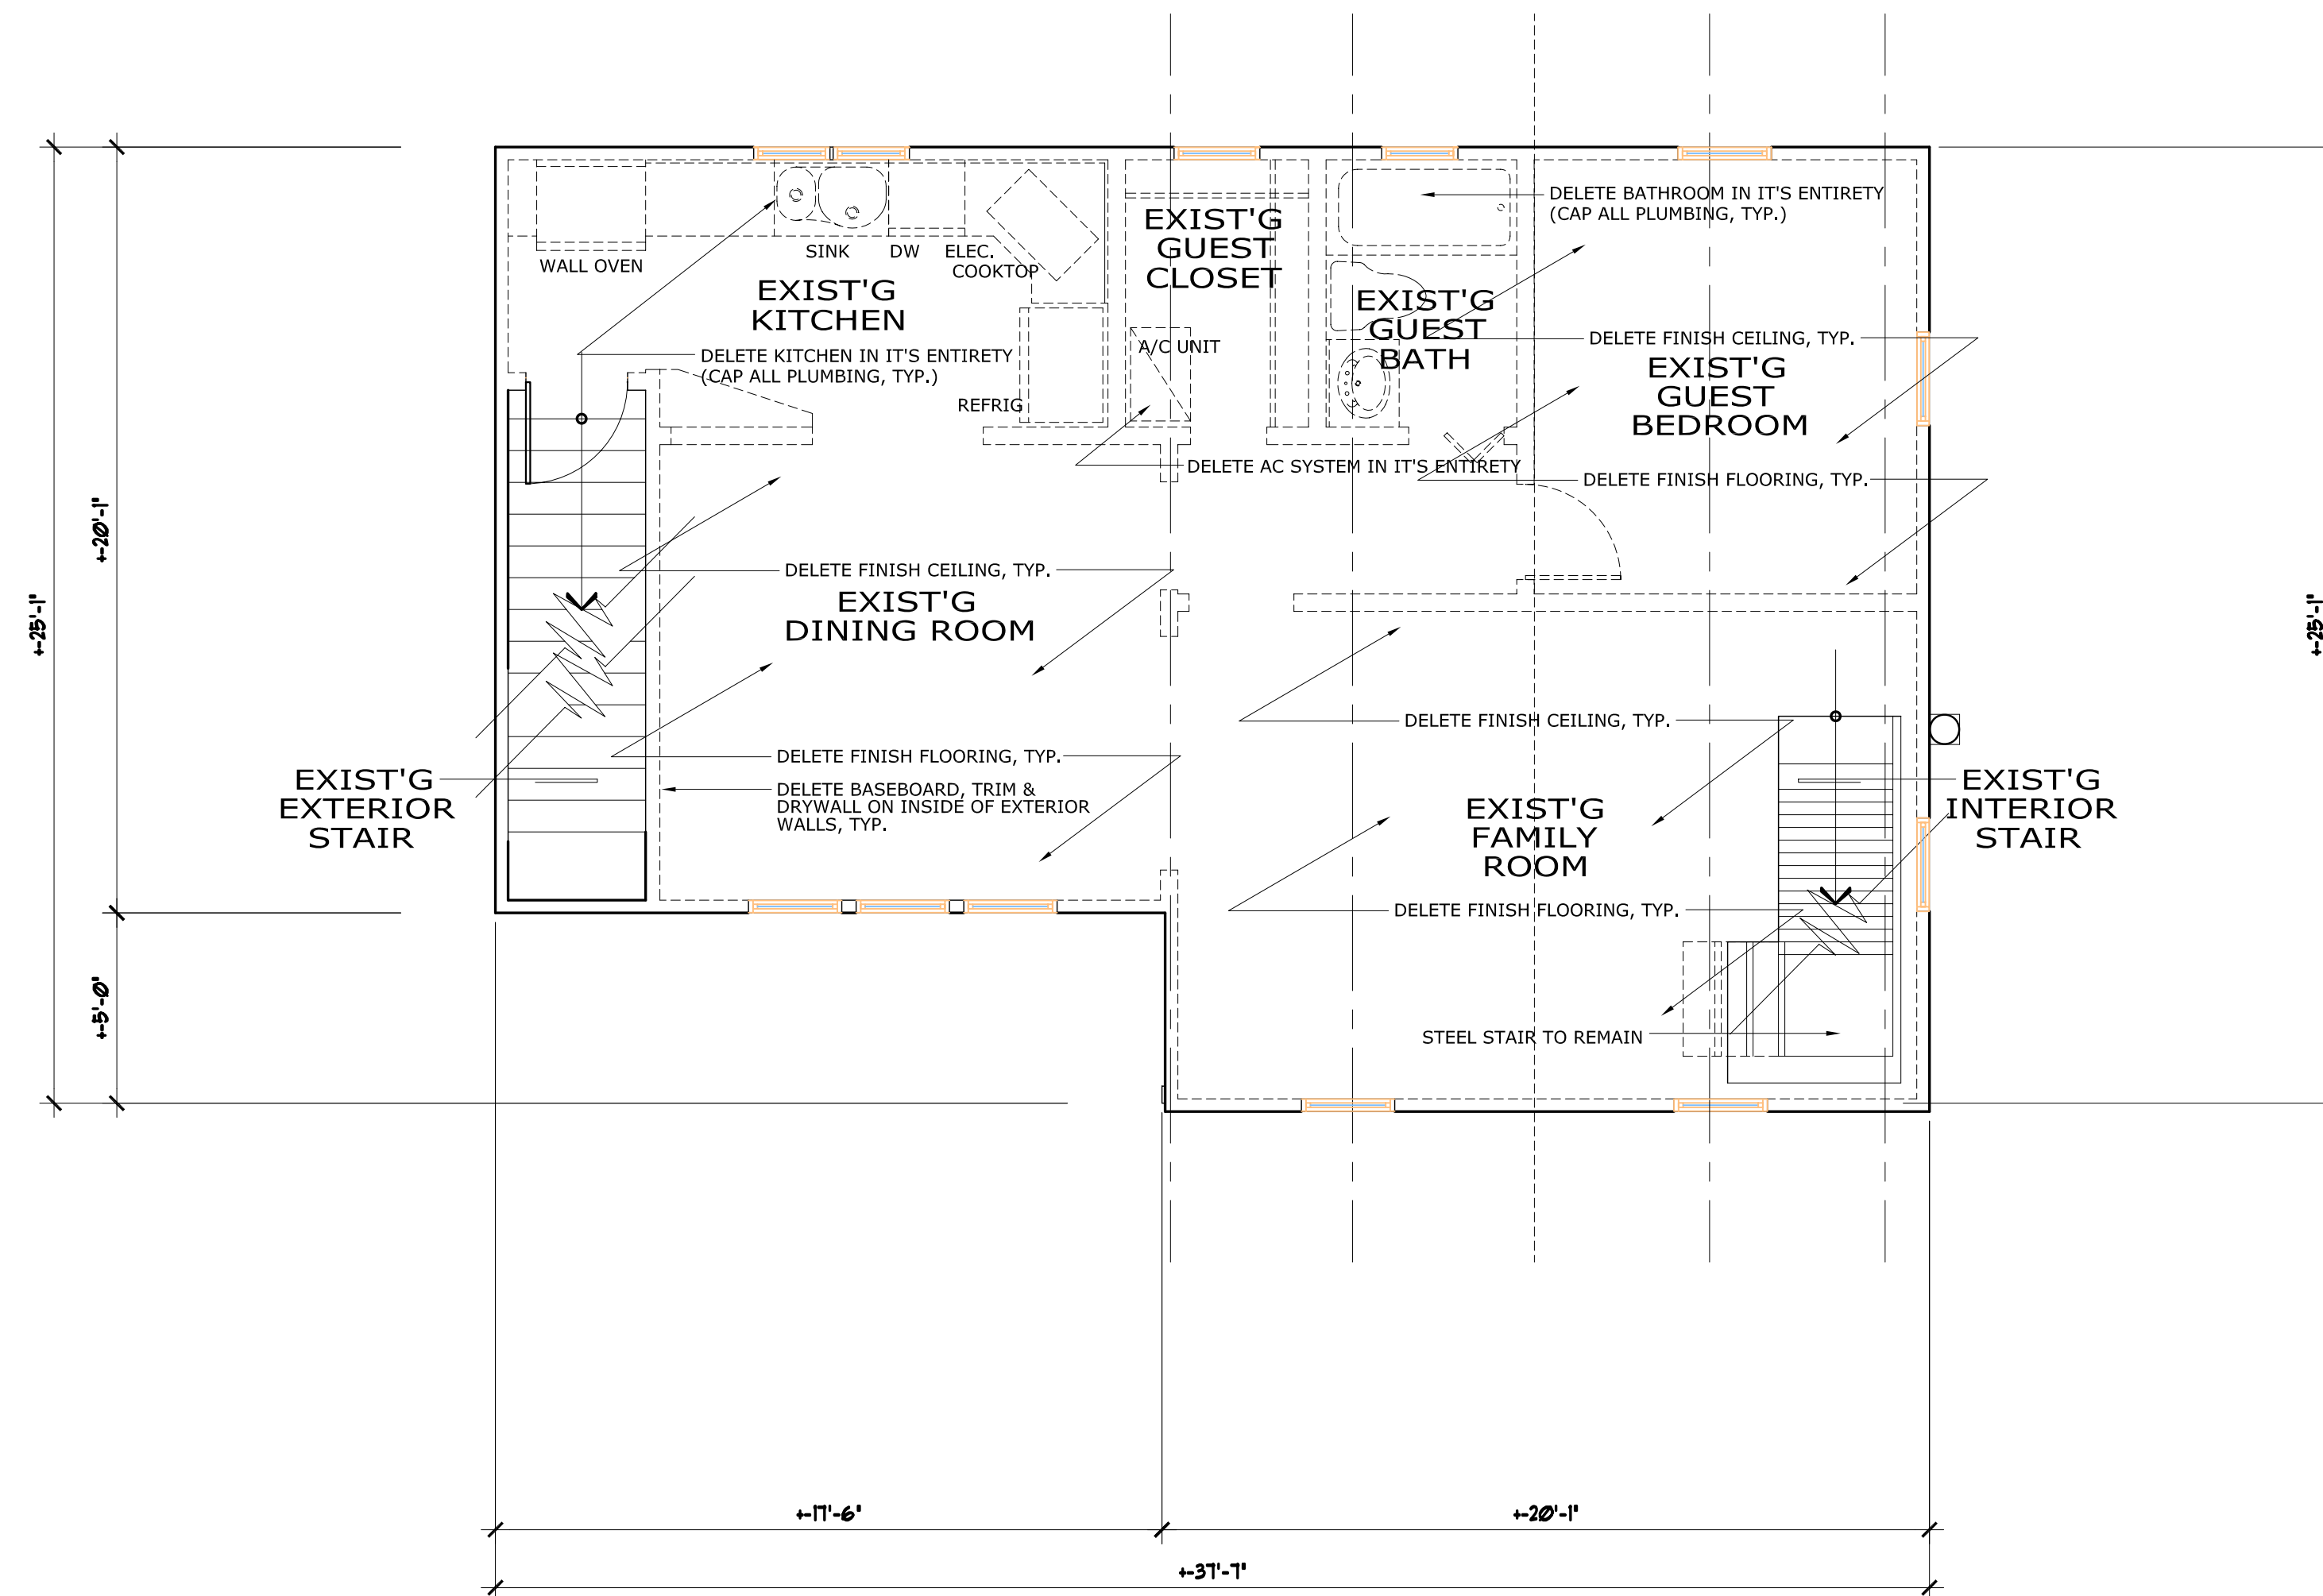 DELETE BATHROOM IN IT'S ENTIRETY
(CAP ALL PLUMBING, TYP.)
EXIST'G
GUEST
CLOSET
SINK
DW
ELEC.
COOKTOP
WALL OVEN
EXIST'G
KITCHEN
EXIST'G
GUEST
BATH
DELETE FINISH CEILING, TYP.
A/C UNIT
DELETE KITCHEN IN IT'S ENTIRETY
(CAP ALL PLUMBING, TYP.)
EXIST'G
GUEST
BEDROOM
REFRIG
DELETE AC SYSTEM IN IT'S ENTIRETY
DELETE FINISH FLOORING, TYP.
+-20'-1"
+-25'-1"
+-25'-1"
DELETE FINISH CEILING, TYP.
EXIST'G
DINING ROOM
DELETE FINISH CEILING, TYP.
DELETE FINISH FLOORING, TYP.
EXIST'G
EXTERIOR
STAIR
DELETE BASEBOARD, TRIM &
DRYWALL ON INSIDE OF EXTERIOR
WALLS, TYP.
EXIST'G
FAMILY
ROOM
EXIST'G
INTERIOR
STAIR
DELETE FINISH FLOORING, TYP.
+-5'-0"
STEEL STAIR TO REMAIN
+-17'-6"
+-20'-1"
+-37'-7"